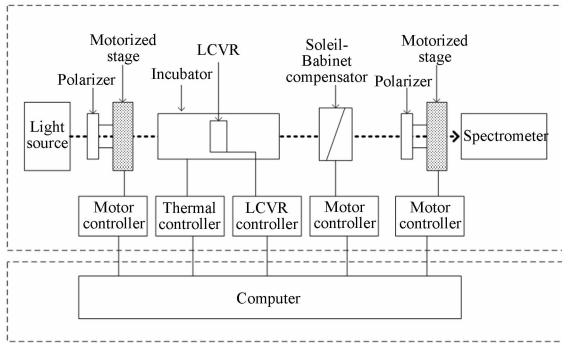 Motorized
stage
LCVR
Soleil-
Babinet
compensator
Motorized
stage
Polarizer
Incubator
Polarizer
Light
source
Spectrometer
Motor
controller
Thermal
controller
LCVR
controller
Motor
controller
Motor
controller
Computer